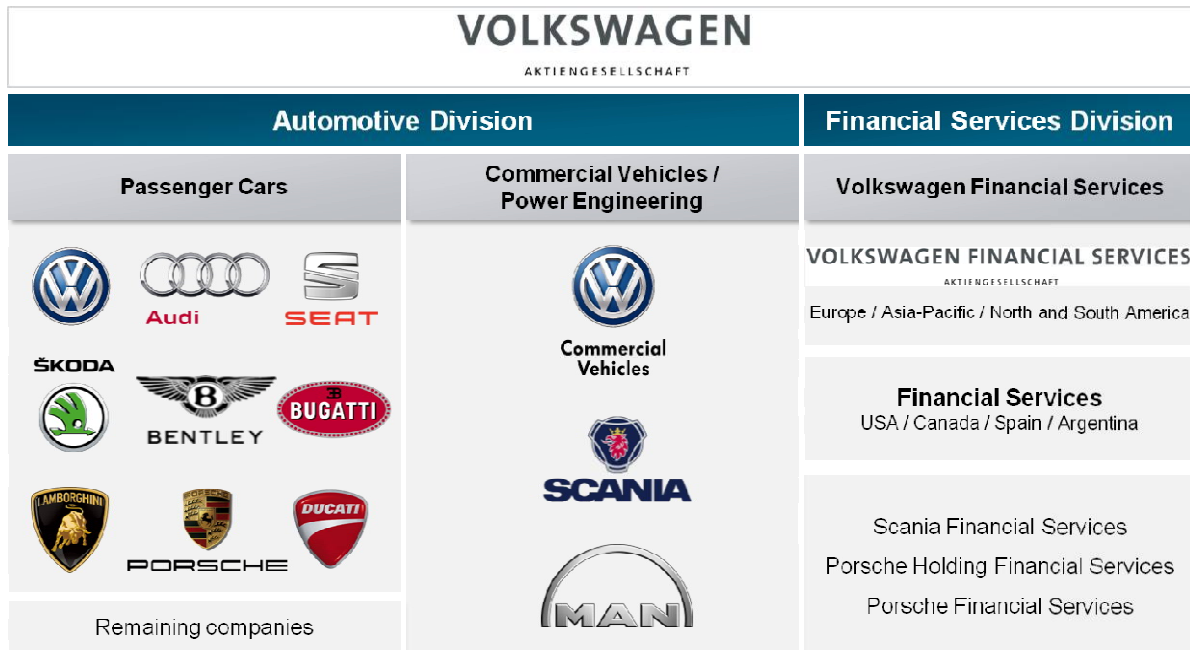 VOLKSWAGEN
AKTIENGESELLSCHAFT
Automotive Division
Financial Services Division
Passenger Cars
Commercial Vehicles /
Power Engineering
Volkswagen Financial Services
Audi
SEAT
ŠKODA
BENTLEY
BUGATTI
LAMBORGHINI
PORSCHE
PORSCHE
DUCATI
Remaining companies
Commercial
Vehicles
SCANIA
MAN
VOLKSWAGEN FINANCIAL SERVICES
AKTIENGESELLSCHAFT
Europe / Asia-Pacific / North and South America
Financial Services
USA / Canada / Spain / Argentina
Scania Financial Services
Porsche Holding Financial Services
Porsche Financial Services